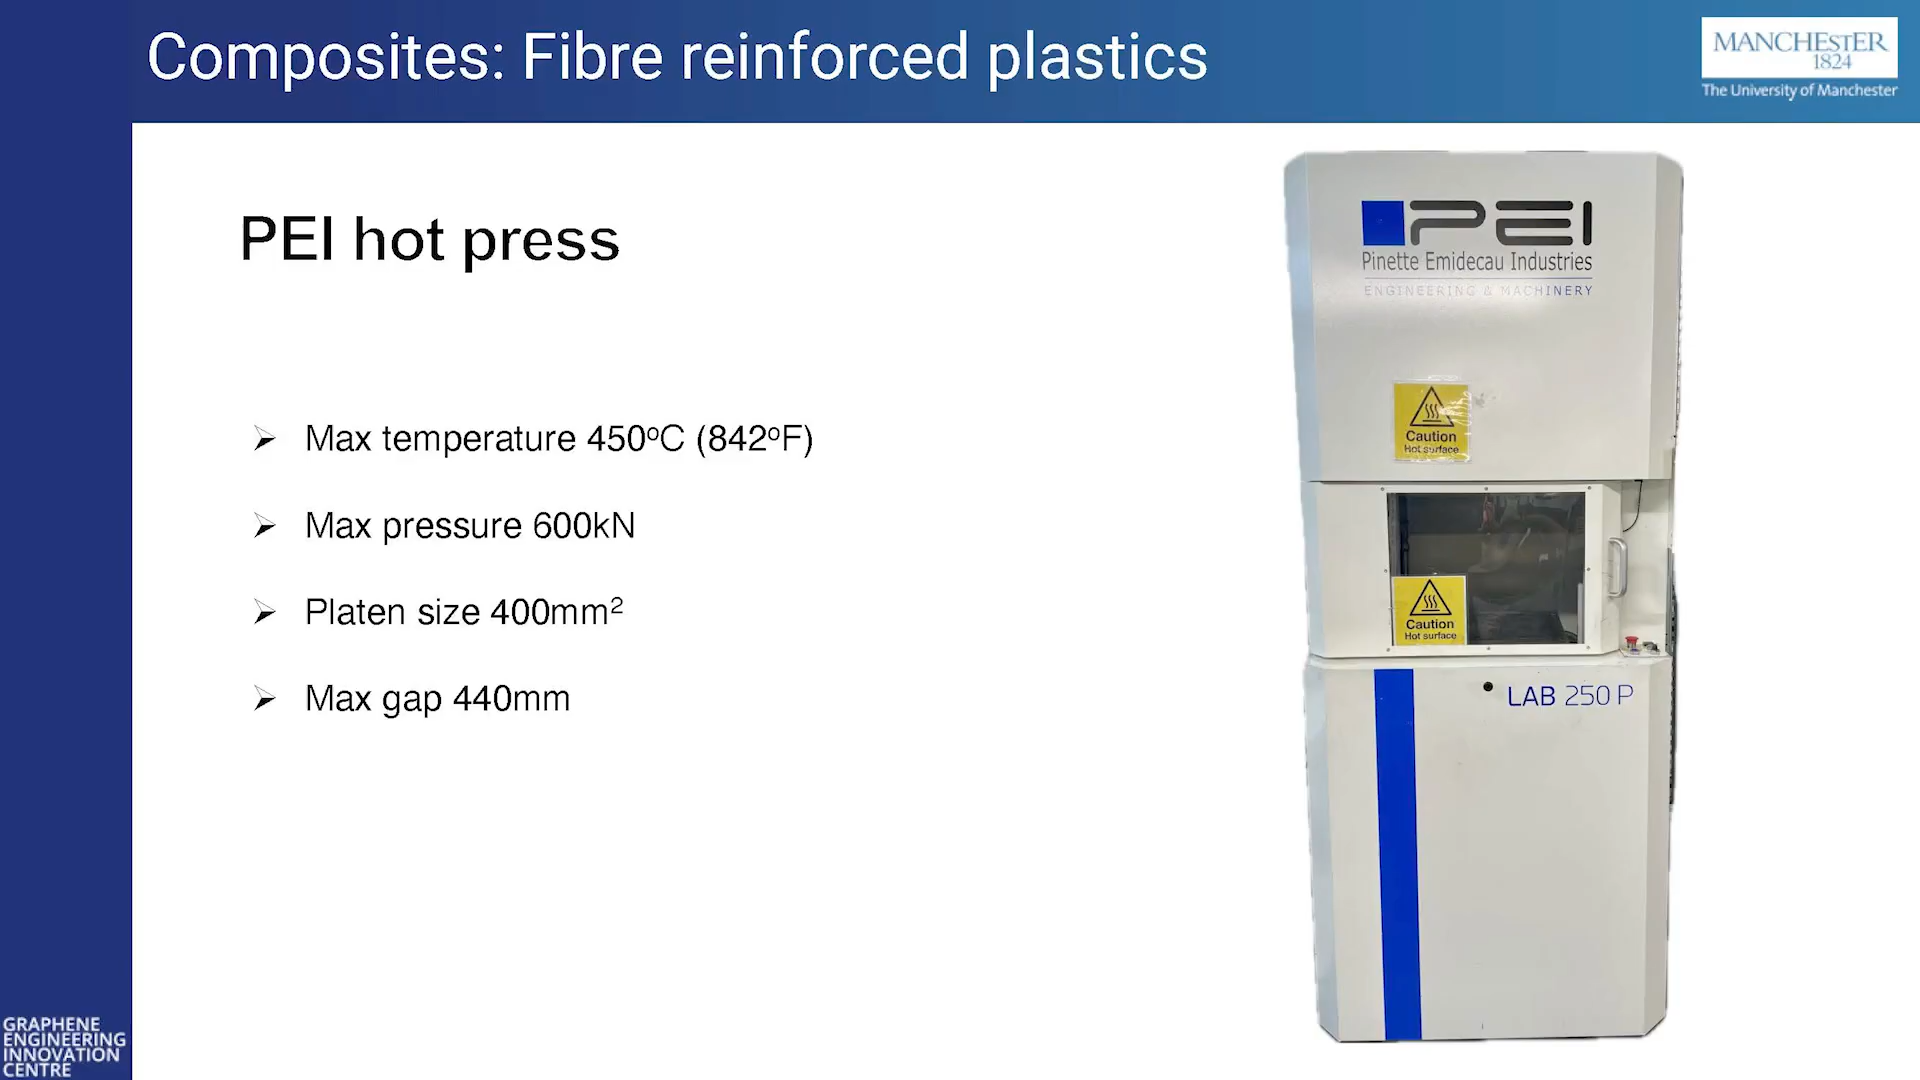 Composites: Fibre reinforced plastics
MANCHESTER
1824
The University of Manchester
PEI hot press
➢ Max temperature 450ºC (842ºF)
➢ Max pressure 600kN
➢ Platen size 400mm²
➢ Max gap 440mm
PEI
Pinette Emidecau Industries
ENGINEERING & MACHINERY
Caution
Hot surface
Caution
Hot surface
LAB 250 P
GRAPHENE
ENGINEERING
INNOVATION
CENTRE